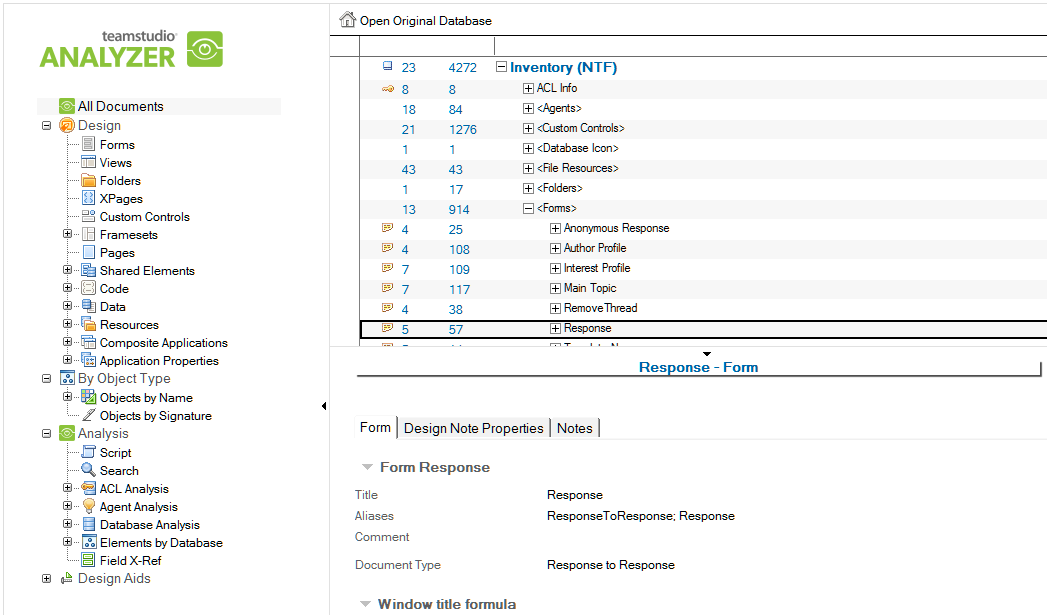 teamstudio
ANALYZER
All Documents
Design
Forms
Views
Folders
XPages
Custom Controls
Framesets
Pages
Shared Elements
Code
Data
Resources
Composite Applications
Application Properties
By Object Type
Objects by Name
Objects by Signature
Analysis
Script
Search
ACL Analysis
Agent Analysis
Database Analysis
Elements by Database
Field X-Ref
Design Aids
Open Original Database
23 4272 Inventory (NTF)
8 8 ACL Info
18 84 <Agents>
21 1276 <Custom Controls>
1 1 <Database Icon>
43 43 <File Resources>
1 17 <Folders>
13 914 <Forms>
4 25 Anonymous Response
4 108 Author Profile
7 109 Interest Profile
7 117 Main Topic
4 38 RemoveThread
5 57 Response
Response - Form
Form Design Note Properties Notes
Form Response
Title Response
Aliases ResponseToResponse; Response
Comment
Document Type Response to Response
Window title formula